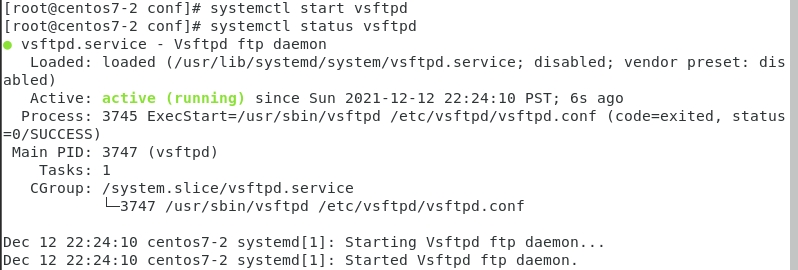 [root@centos7-2 conf]# systemctl start vsftpd
[root@centos7-2 conf]# systemctl status vsftpd
● vsftpd.service - Vsftpd ftp daemon
   Loaded: loaded (/usr/lib/systemd/system/vsftpd.service; disabled; vendor preset: dis
abled)
   Active: active (running) since Sun 2021-12-12 22:24:10 PST; 6s ago
  Process: 3745 ExecStart=/usr/sbin/vsftpd /etc/vsftpd/vsftpd.conf (code=exited, status
=0/SUCCESS)
 Main PID: 3747 (vsftpd)
    Tasks: 1
   CGroup: /system.slice/vsftpd.service
           └─3747 /usr/sbin/vsftpd /etc/vsftpd/vsftpd.conf

Dec 12 22:24:10 centos7-2 systemd[1]: Starting Vsftpd ftp daemon...
Dec 12 22:24:10 centos7-2 systemd[1]: Started Vsftpd ftp daemon.